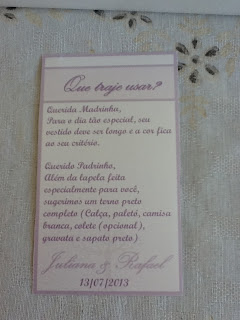 Que traje usar?
Querida Madrinha,
Para o dia tão especial, seu
vestido deve ser longo e a cor fica
ao seu critério.
Querido Padrinho,
Além da lapela feita
especialmente para você,
sugerimos um terno preto
completo (Calça, paletó, camisa
branca, colete (opcional),
gravata e sapato preto)
Juliana & Rafael
13/07/2013